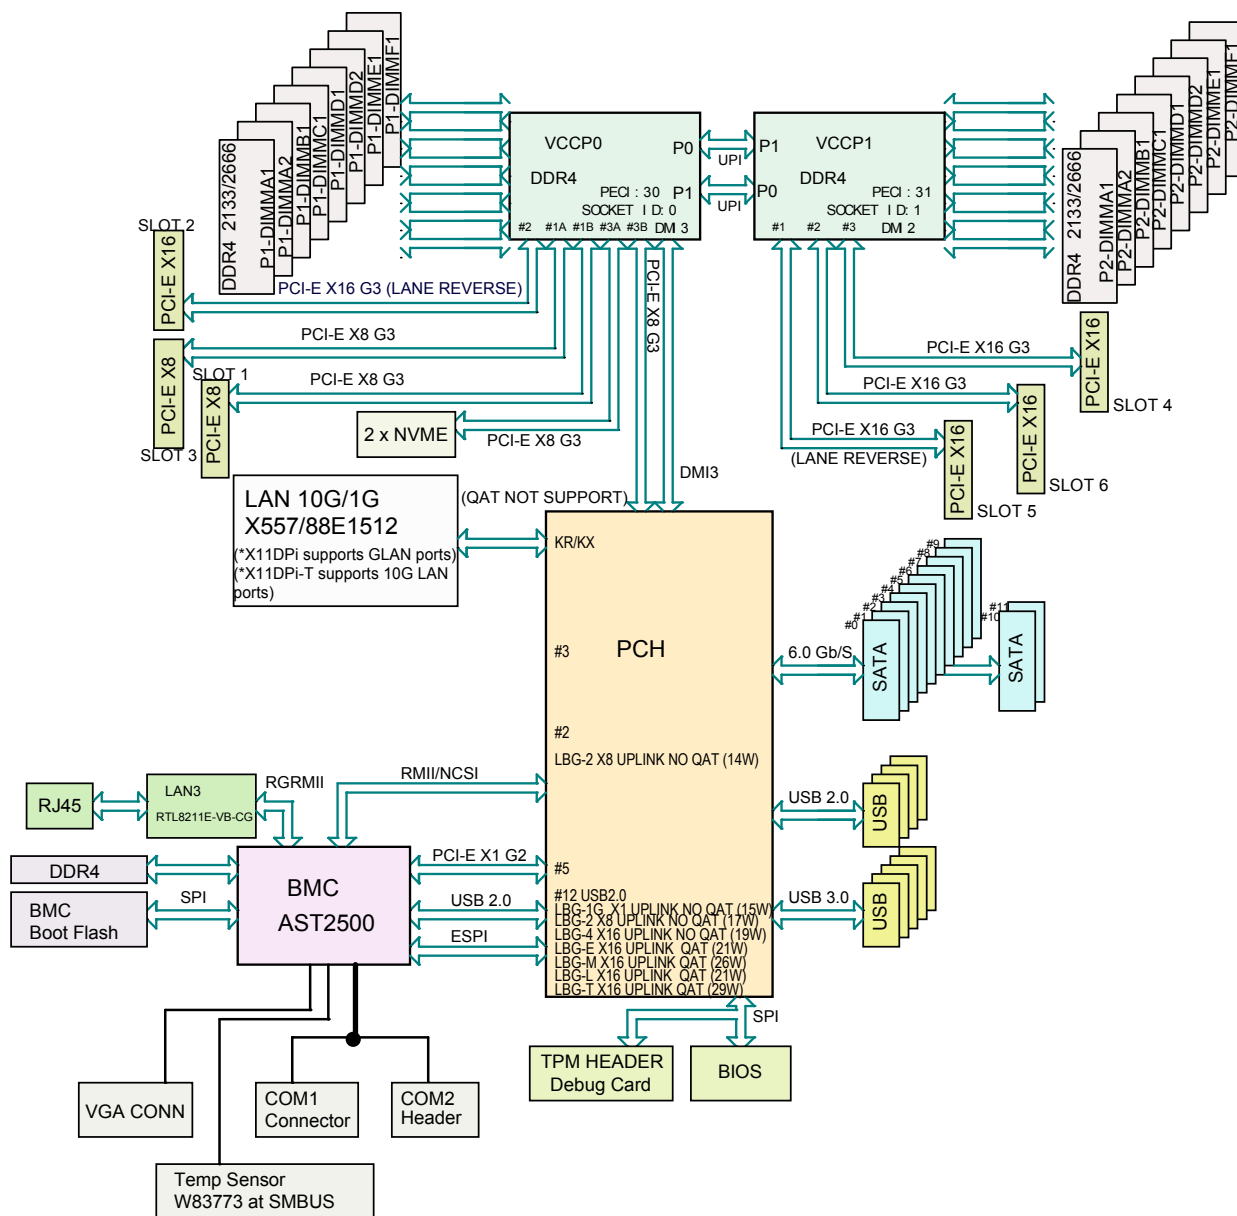 P1-DIMMF1
P1-DIMME1
P1-DIMMD2
P1-DIMMD1
P1-DIMMC1
P1-DIMMB1
P1-DIMMA2
P1-DIMMA1
DDR4 2133/2666
P2-DIMMF1
P2-DIMME1
P2-DIMMD2
P2-DIMMD1
P2-DIMMC1
P2-DIMMB1
P2-DIMMA2
P2-DIMMA1
DDR4 2133/2666
VCCP0
P0
DDR4
PECI : 30
P1
SOCKET ID: 0
#2 #1A #1B #3A #3B DMI3
UPI
UPI
P1
VCCP1
P0
DDR4
PECI : 31
SOCKET ID: 1
#1 #2 #3 DMI2
SLOT 2
PCI-E X16
PCI-E X16 G3 (LANE REVERSE)
PCI-E X8 G3
PCI-E X8
SLOT 1
PCI-E X8 G3
PCI-E X8
SLOT 3
2 x NVME
PCI-E X8 G3
PCI-E X8 G3
DMI3
PCI-E X16 G3
PCI-E X16
SLOT 4
PCI-E X16 G3
PCI-E X16
SLOT 6
PCI-E X16 G3
(LANE REVERSE)
PCI-E X16
SLOT 5
LAN 10G/1G
X557/88E1512
(*X11DPi supports GLAN ports)
(*X11DPi-T supports 10G LAN
ports)
(QAT NOT SUPPORT)
KR/KX
PCH
#3
#2
LBG-2 X8 UPLINK NO QAT (14W)
#5
#12 USB2.0
LBG-1G X1 UPLINK NO QAT (15W)
LBG-2 X8 UPLINK NO QAT (17W)
LBG-4 X16 UPLINK NO QAT (19W)
LBG-E X16 UPLINK QAT (21W)
LBG-M X16 UPLINK QAT (26W)
LBG-L X16 UPLINK QAT (21W)
LBG-T X16 UPLINK QAT (29W)
6.0 Gb/S
#9
#8
#7
#6
#5
#4
#3
#2
#1
#0
SATA
#11
#10
SATA
USB 2.0
USB
USB 3.0
USB
RJ45
LAN3
RTL8211E-VB-CG
RGRMII
RMII/NCSI
DDR4
BMC
Boot Flash
SPI
BMC
AST2500
PCI-E X1 G2
USB 2.0
ESPI
SPI
TPM HEADER
Debug Card
BIOS
VGA CONN
COM1
Connector
COM2
Header
Temp Sensor
W83773 at SMBUS